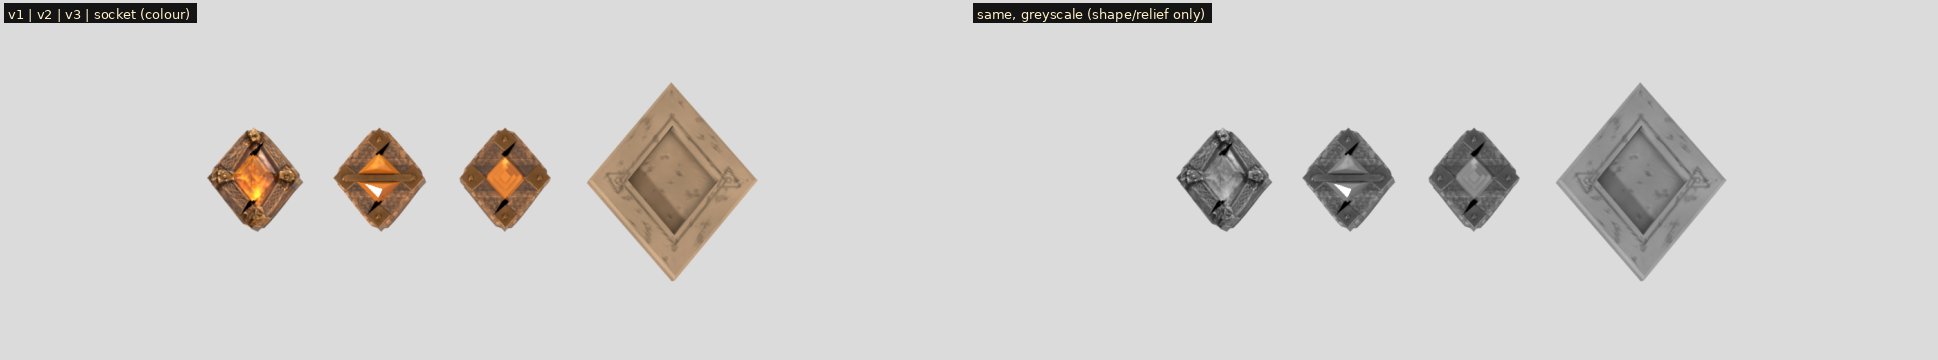 v1 | v2 | v3 | socket (colour)
same, greyscale (shape/relief only)